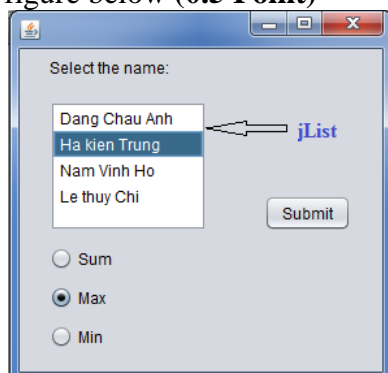 figure below (0.5 Point)
Select the name:
Dang Chau Anh
jList
Ha kien Trung
Nam Vinh Ho
Le thuy Chi
Submit
Sum
Max
Min